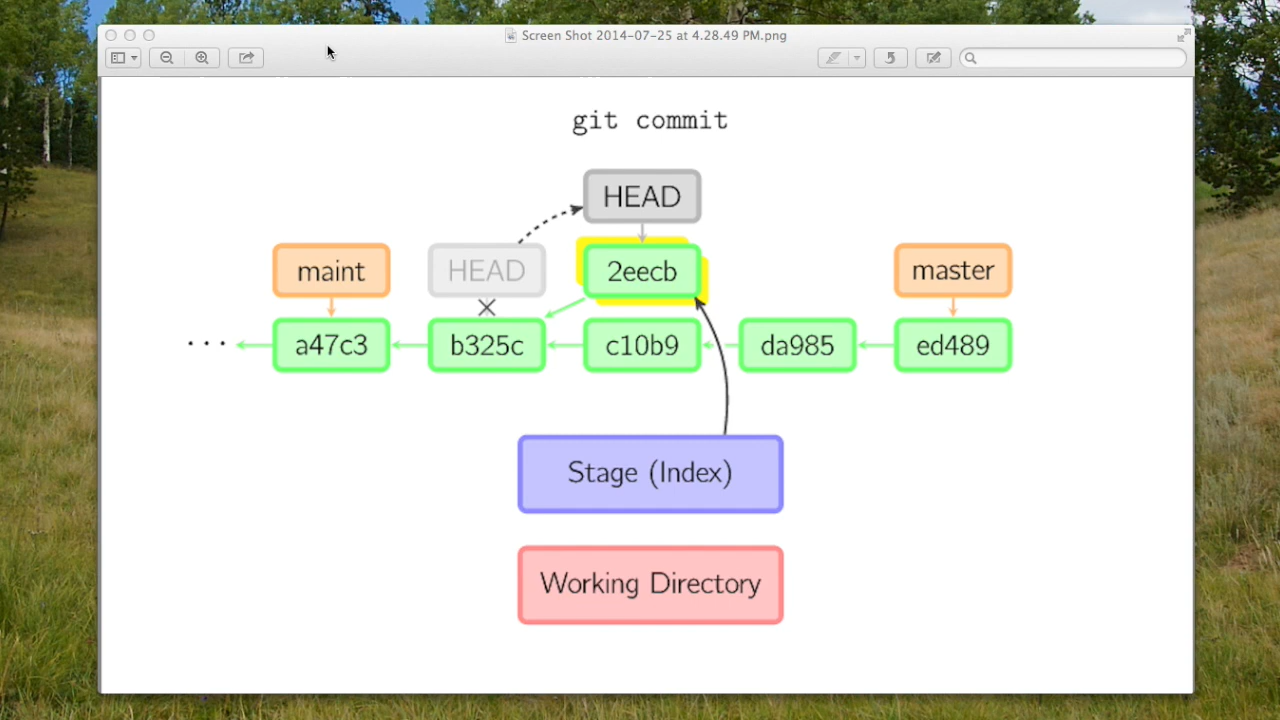 Screen Shot 2014-07-25 at 4.28.49 PM.png
git commit
HEAD
maint
HEAD
2eecb
master
... a47c3 b325c c10b9 da985 ed489
Stage (Index)
Working Directory